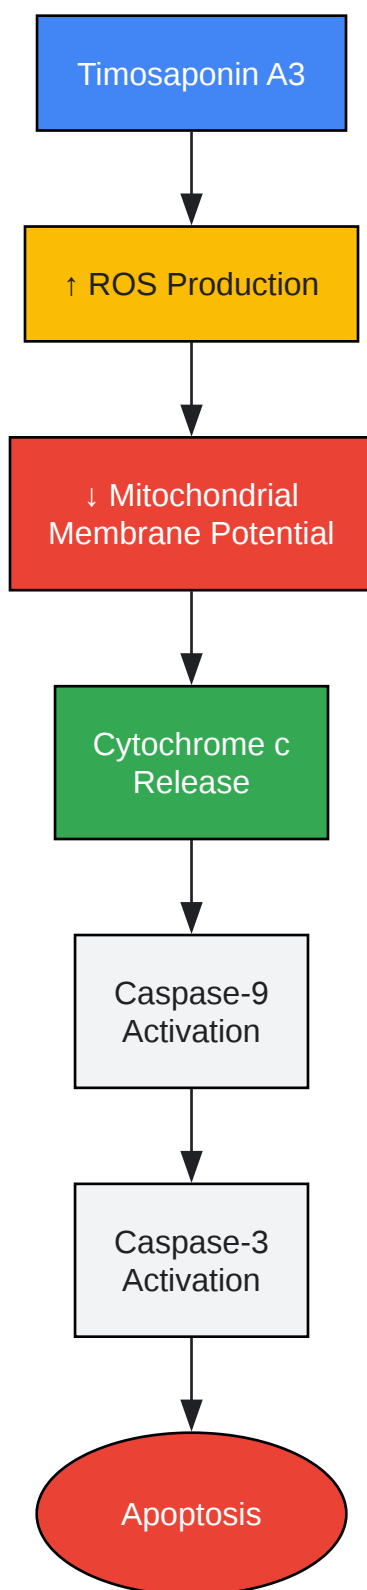 Timosaponin A3
↑ ROS Production
↓ Mitochondrial
Membrane Potential
Cytochrome c
Release
Caspase-9
Activation
Caspase-3
Activation
Apoptosis